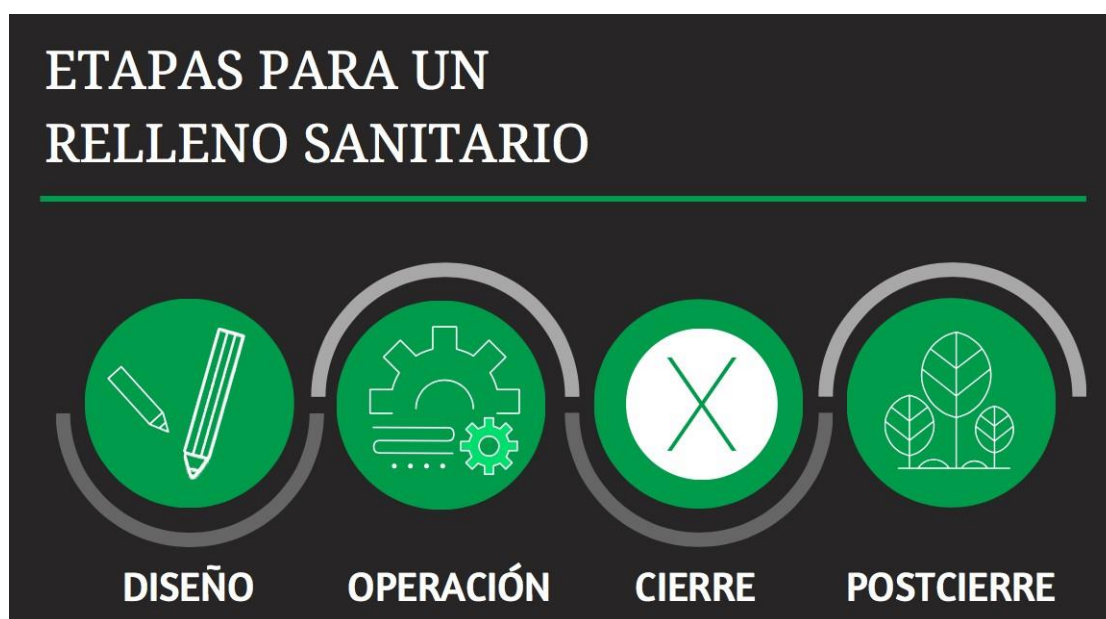 ETAPAS PARA UN
RELLENO SANITARIO
DISEÑO OPERACIÓN CIERRE POSTCIERRE